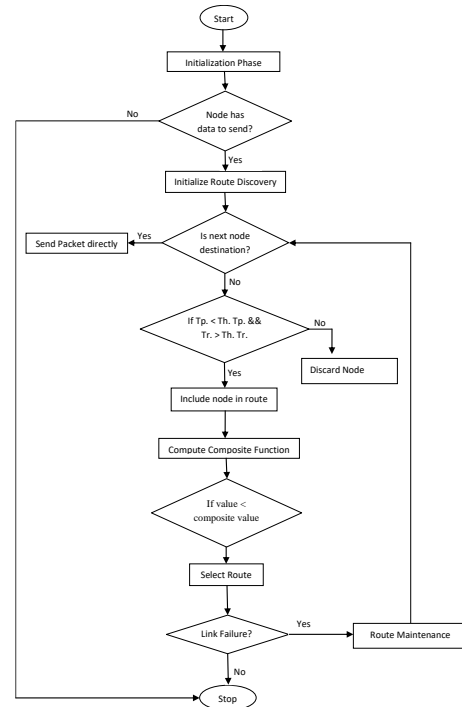 Start
Initialization Phase
No
Node has
data to send?
Yes
Initialize Route Discovery
Send Packet directly
Yes
Is next node
destination?
No
If Tp. < Th. Tp. &&
Tr. > Th. Tr.
No
Discard Node
Yes
Include node in route
Compute Composite Function
If value <
composite value
Select Route
Link Failure?
Yes
Route Maintenance
No
Stop